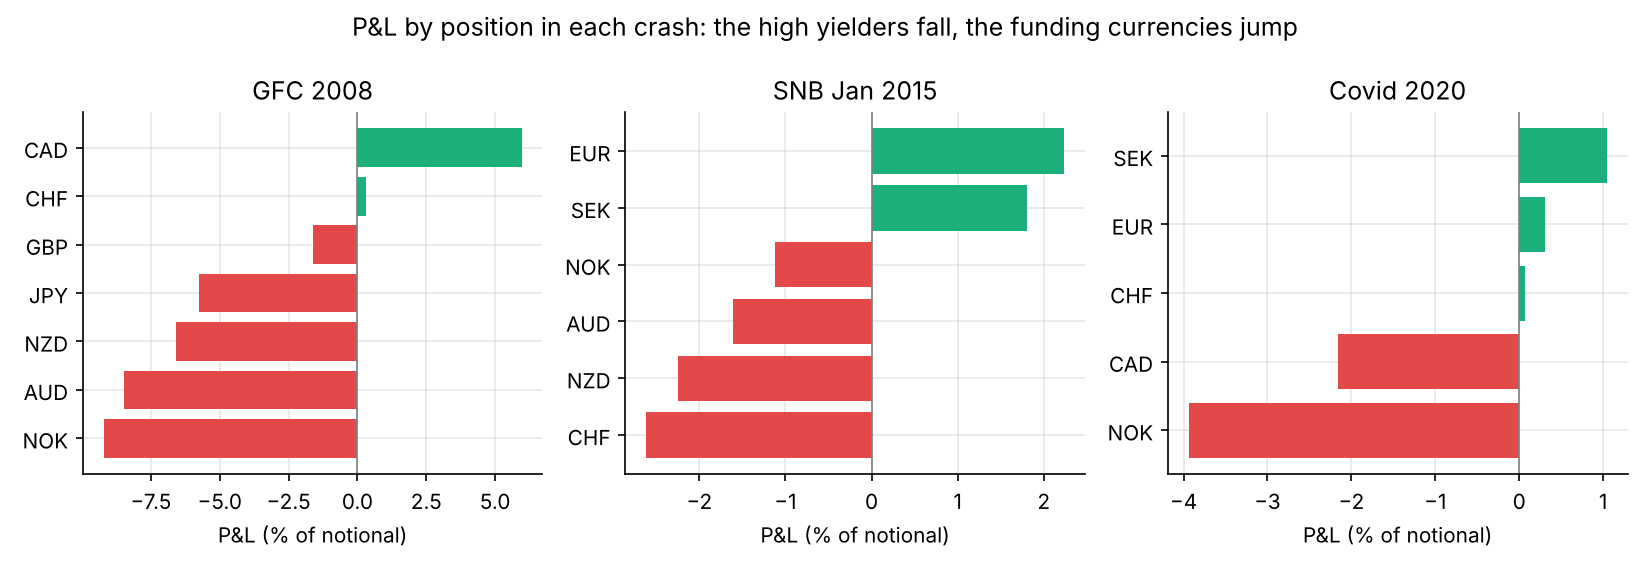 P&L by position in each crash: the high yielders fall, the funding currencies jump
GFC 2008
CAD
CHF
GBP
JPY
NZD
AUD
NOK
−7.5 −5.0 −2.5 0.0 2.5 5.0
P&L (% of notional)
SNB Jan 2015
EUR
SEK
NOK
AUD
NZD
CHF
−2 −1 0 1 2
P&L (% of notional)
Covid 2020
SEK
EUR
CHF
CAD
NOK
−4 −3 −2 −1 0 1
P&L (% of notional)